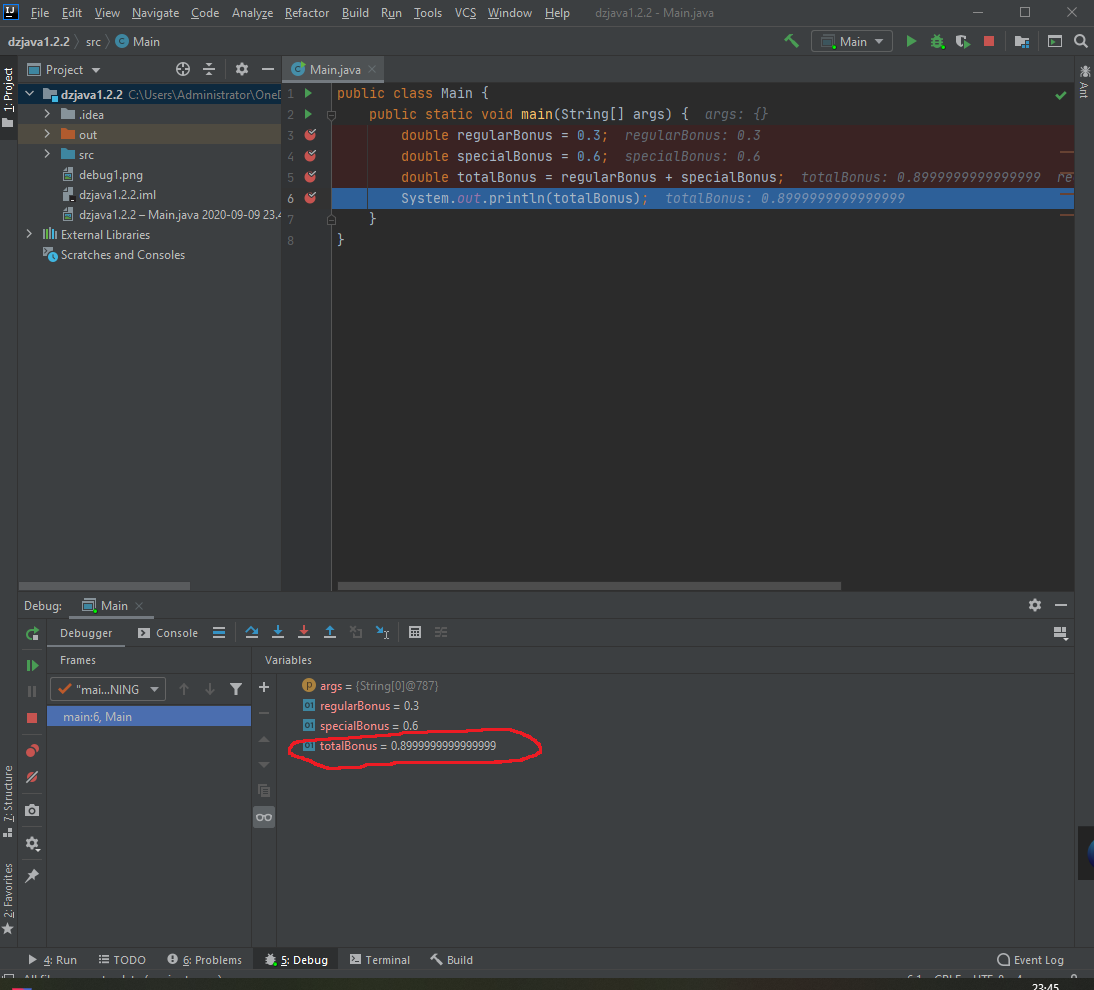 File Edit View Navigate Code Analyze Refactor Build Run Tools VCS Window Help dzjava1.2.2 - Main.java
dzjava1.2.2 src Main
Main
1: Project
Project
Main.java
Ant
dzjava1.2.2 C:\Users\Administrator\OneD
.idea
out
src
debug1.png
dzjava1.2.2.iml
dzjava1.2.2 – Main.java 2020-09-09 23.4
External Libraries
Scratches and Consoles
1 public class Main {
2 public static void main(String[] args) { args: {}
3 double regularBonus = 0.3; regularBonus: 0.3
4 double specialBonus = 0.6; specialBonus: 0.6
5 double totalBonus = regularBonus + specialBonus; totalBonus: 0.8999999999999999 re
6 System.out.println(totalBonus); totalBonus: 0.8999999999999999
7 }
8 }
Debug: Main
Debugger Console
Frames
Variables
"mai...NING
main:6, Main
args = {String[0]@787}
regularBonus = 0.3
specialBonus = 0.6
totalBonus = 0.8999999999999999
7: Structure
2: Favorites
4: Run TODO 6: Problems 5: Debug Terminal Build Event Log
23:45